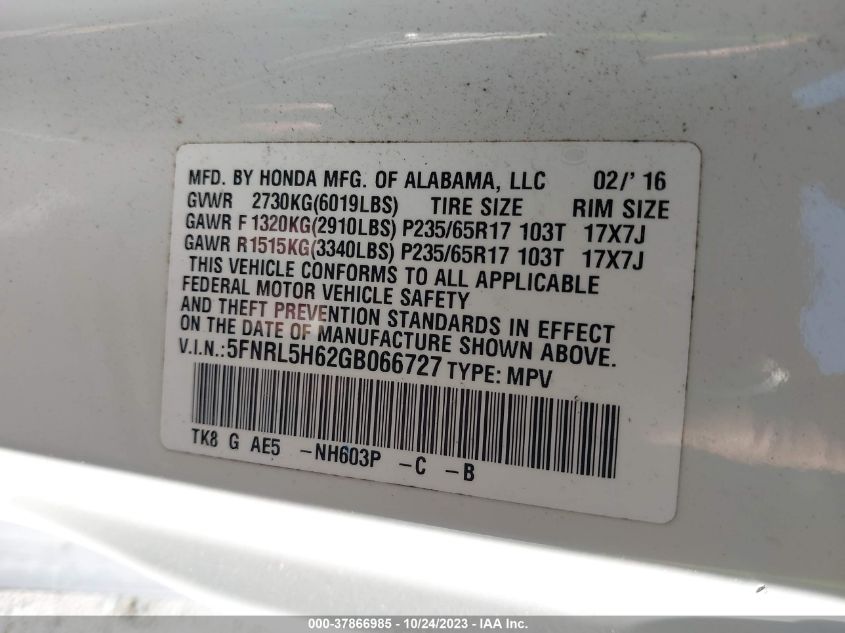 MFD. BY HONDA MFG. OF ALABAMA, LLC 02/' 16
GVWR 2730KG(6019LBS) TIRE SIZE RIM SIZE
GAWR F 1320KG(2910LBS) P235/65R17 103T 17X7J
GAWR R1515KG(3340LBS) P235/65R17 103T 17X7J
THIS VEHICLE CONFORMS TO ALL APPLICABLE
FEDERAL MOTOR VEHICLE SAFETY
AND THEFT PREVENTION STANDARDS IN EFFECT
ON THE DATE OF MANUFACTURE SHOWN ABOVE.
V.I.N.:5FNRL5H62GB066727 TYPE: MPV
TK8 G AE5 -NH603P -C -B
000-37866985 - 10/24/2023 - IAA Inc.